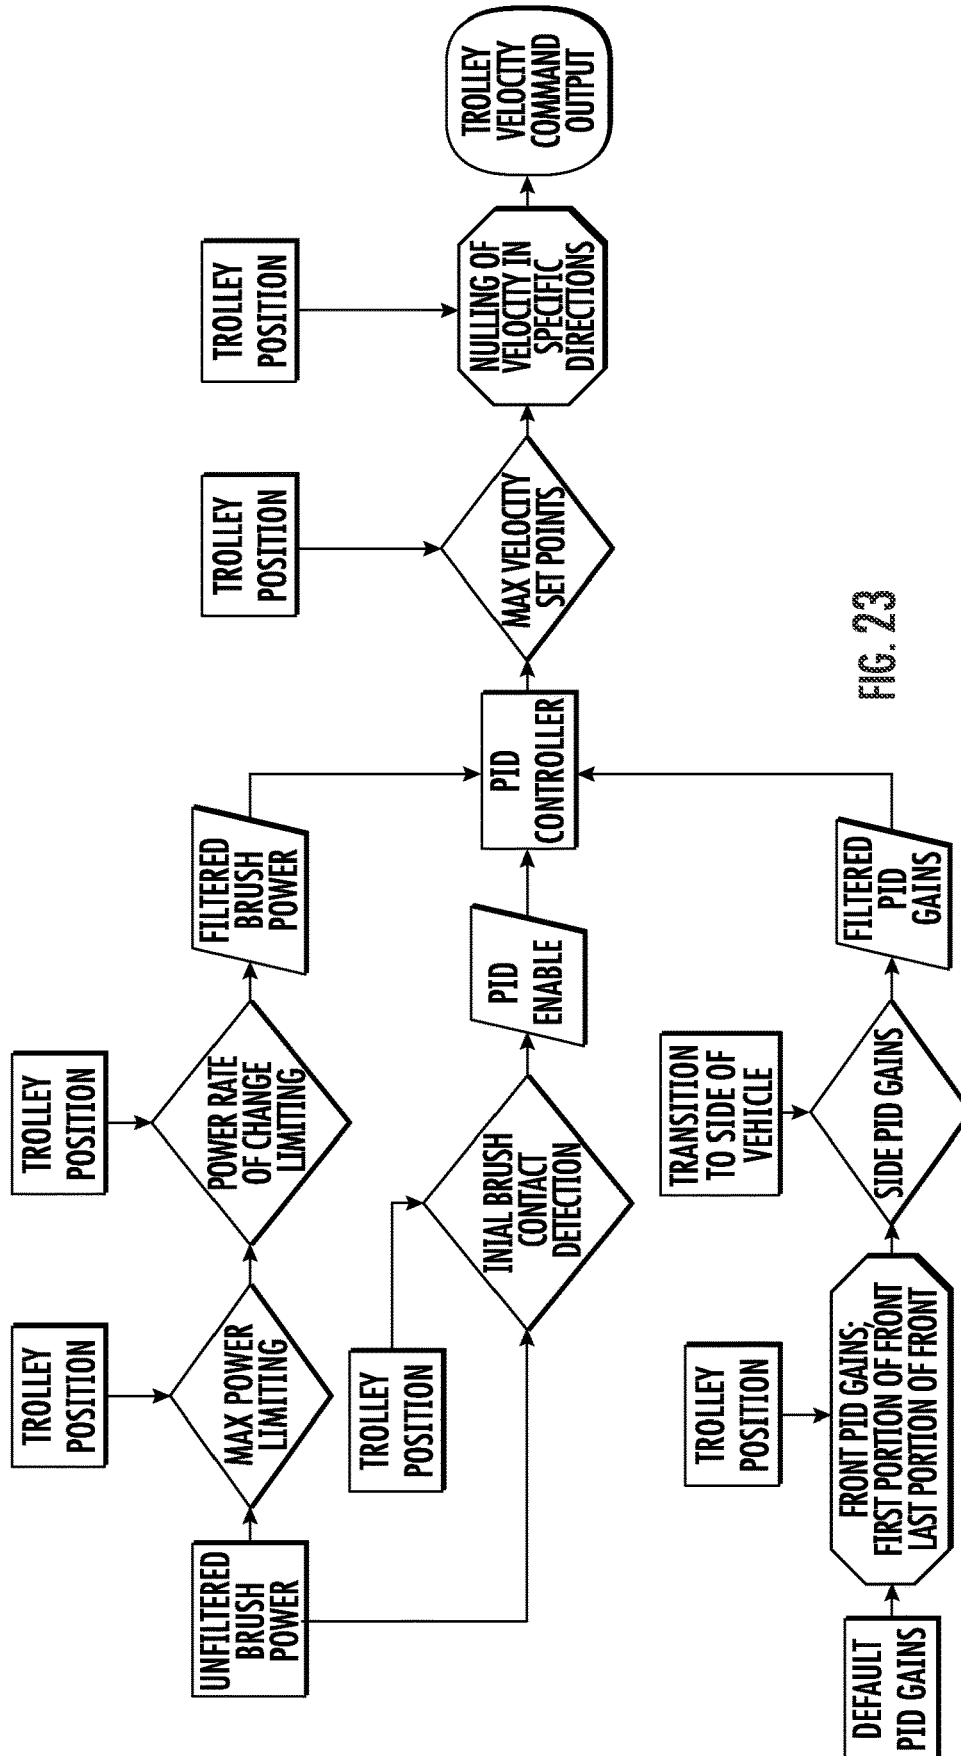 TROLLEY
POSITION
TROLLEY
POSITION
UNFILTERED
BRUSH
POWER
MAX POWER
LIMITING
POWER RATE
OF CHANGE
LIMITING
FILTERED
BRUSH
POWER
TROLLEY
POSITION
TROLLEY
POSITION
TROLLEY
POSITION
INIAL BRUSH
CONTACT
DETECTION
PID
ENABLE
PID
CONTROLLER
MAX VELOCITY
SET POINTS
NULLING OF
VELOCITY IN
SPECIFIC
DIRECTIONS
TROLLEY
VELOCITY
COMMAND
OUTPUT
TROLLEY
POSITION
TRANSITION
TO SIDE OF
VEHICLE
DEFAULT
PID GAINS
FRONT PID GAINS:
FIRST PORTION OF FRONT,
LAST PORTION OF FRONT
SIDE PID GAINS
FILTERED
PID
GAINS
FIG. 23